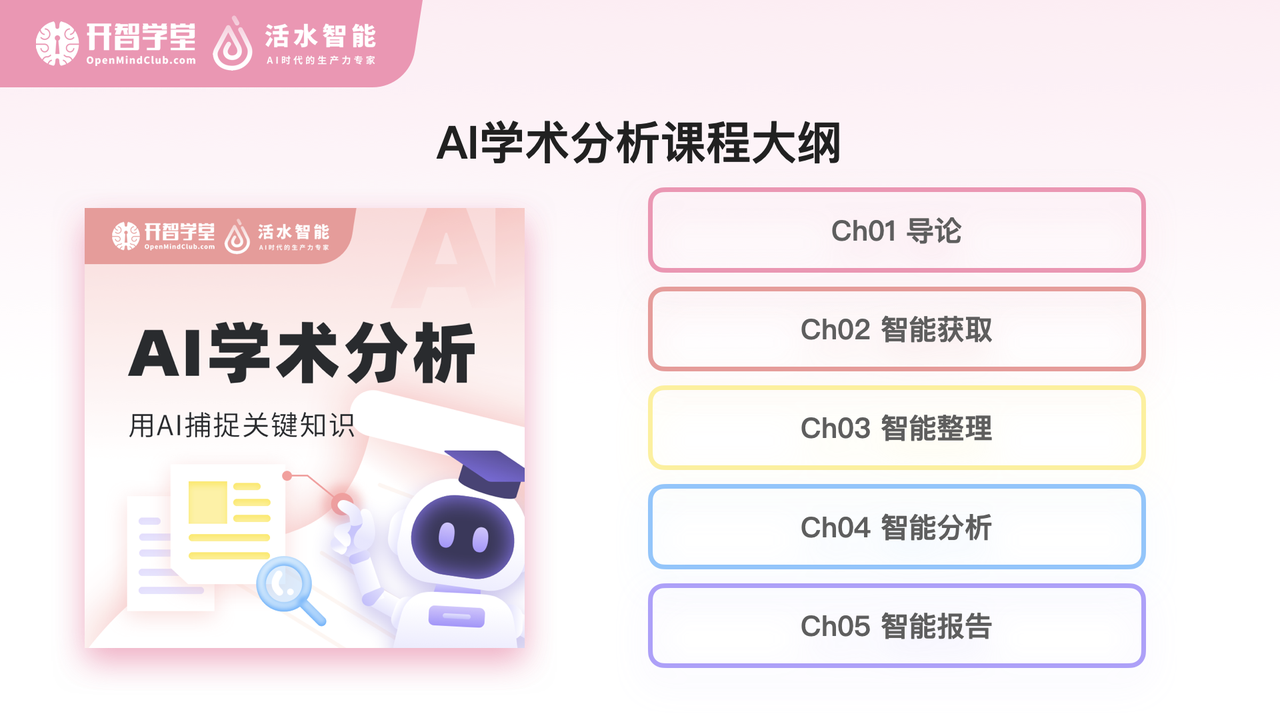 开智学堂
OpenMindClub.com
活水智能
AI时代的生产力专家
AI学术分析课程大纲
开智学堂
OpenMindClub.com
活水智能
AI时代的生产力专家
AI
AI学术分析
用AI捕捉关键知识
Ch01 导论
Ch02 智能获取
Ch03 智能整理
Ch04 智能分析
Ch05 智能报告